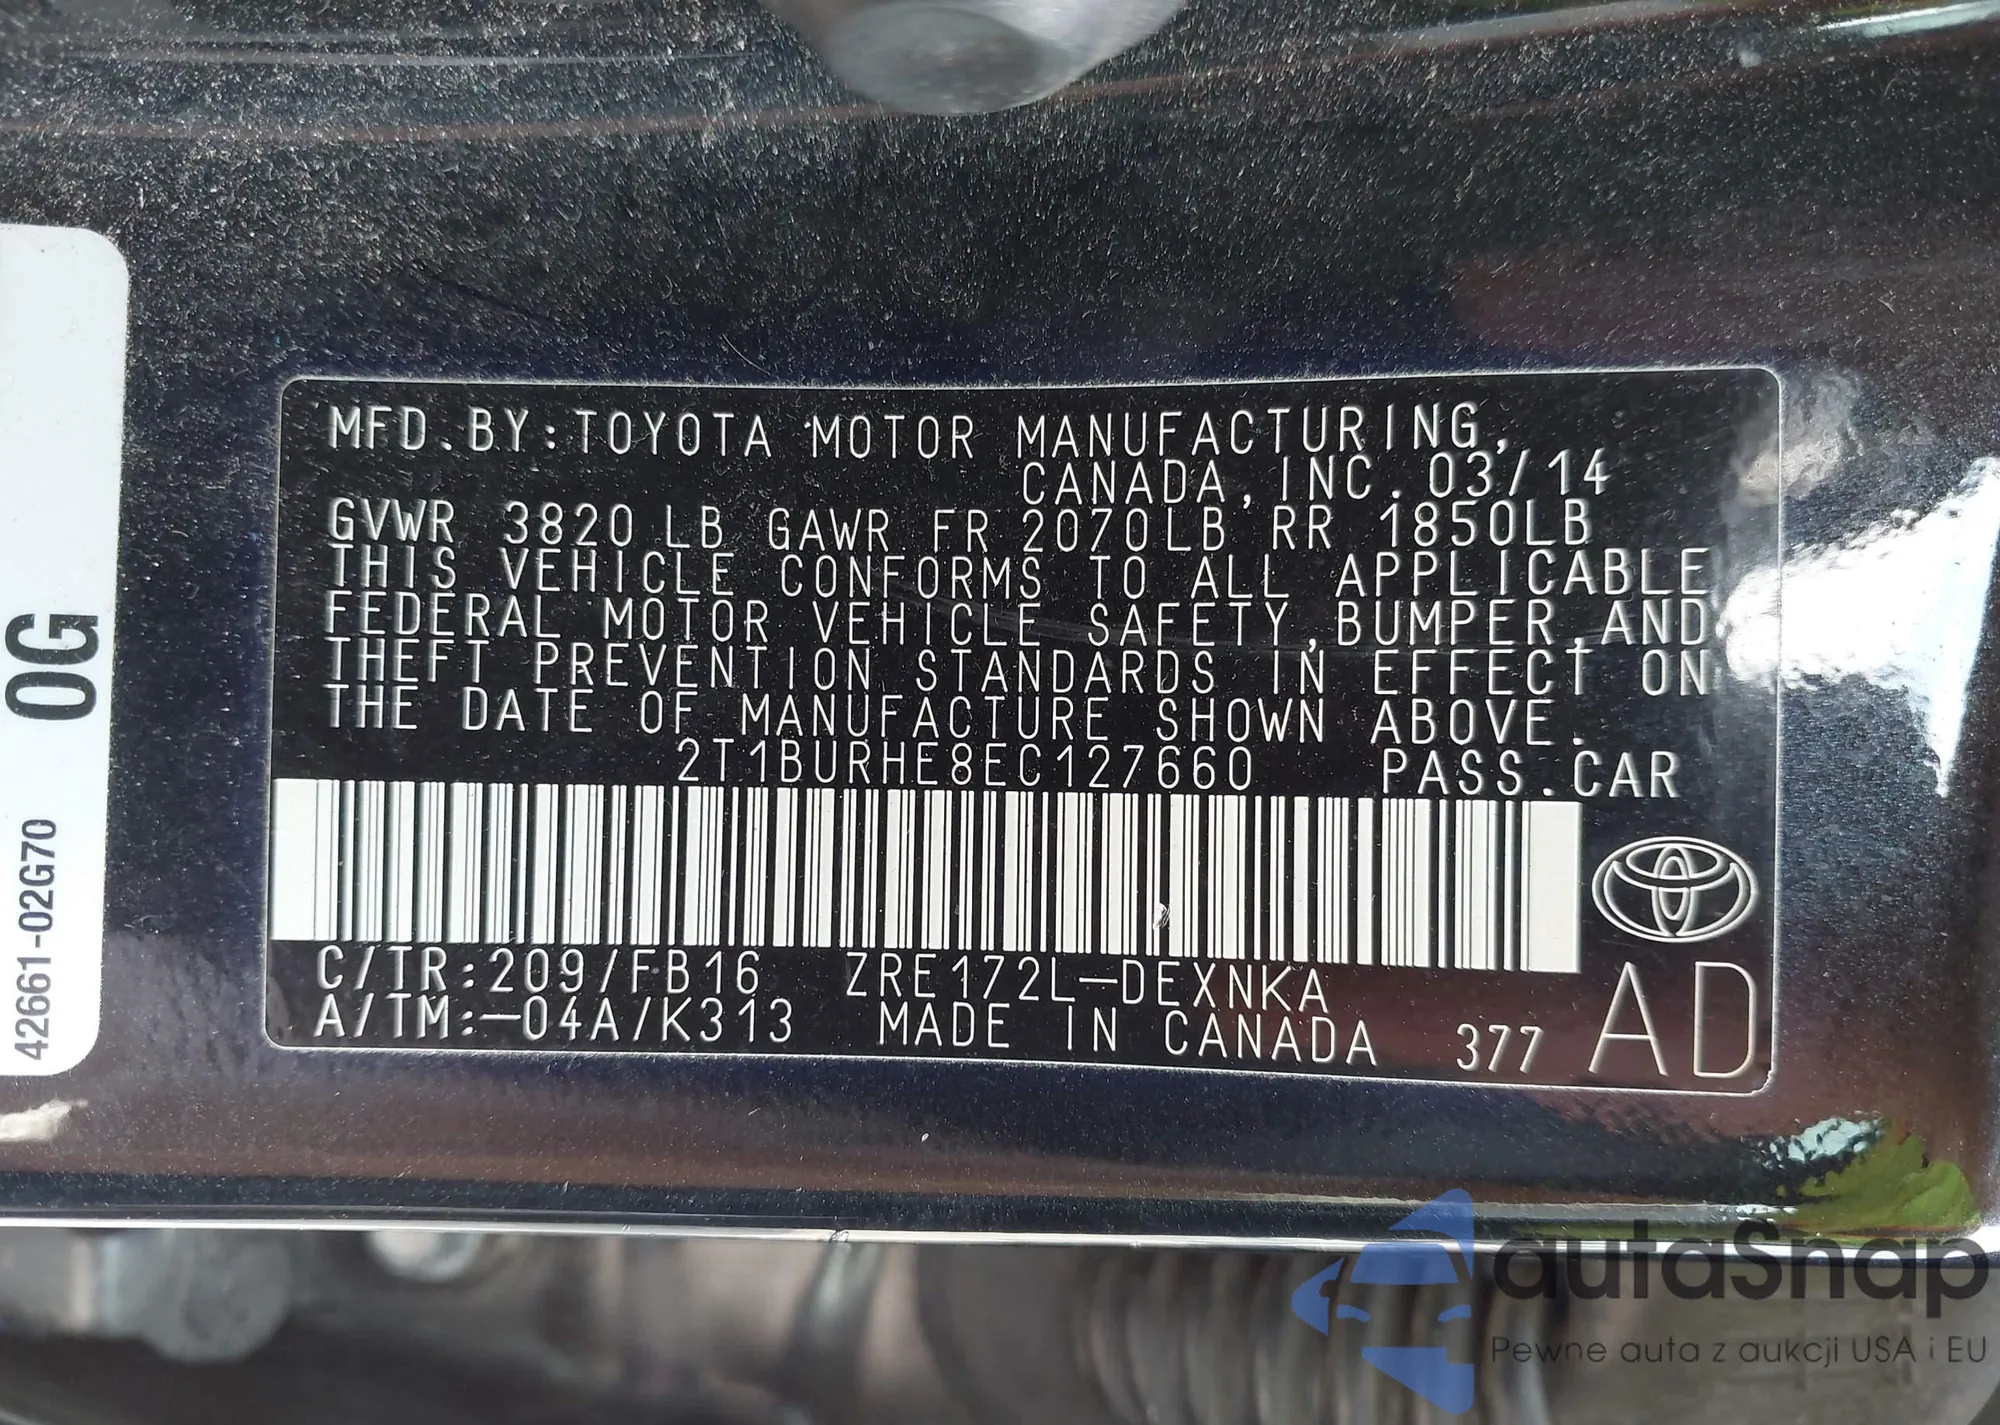 MFD.BY:TOYOTA MOTOR MANUFACTURING,
CANADA,INC. 03/14
GVWR 3820 LB GAWR FR 2070LB RR 1850LB
THIS VEHICLE CONFORMS TO ALL APPLICABLE
FEDERAL MOTOR VEHICLE SAFETY,BUMPER,AND
THEFT PREVENTION STANDARDS IN EFFECT ON
THE DATE OF MANUFACTURE SHOWN ABOVE.
2T1BURHE8EC127660 PASS.CAR
C/TR:209/FB16 ZRE172L-DEXNKA
A/TM:-04A/K313 MADE IN CANADA 377 AD
0G
42661-02G70
autaSnap
Pewne auta z aukcji USA i EU